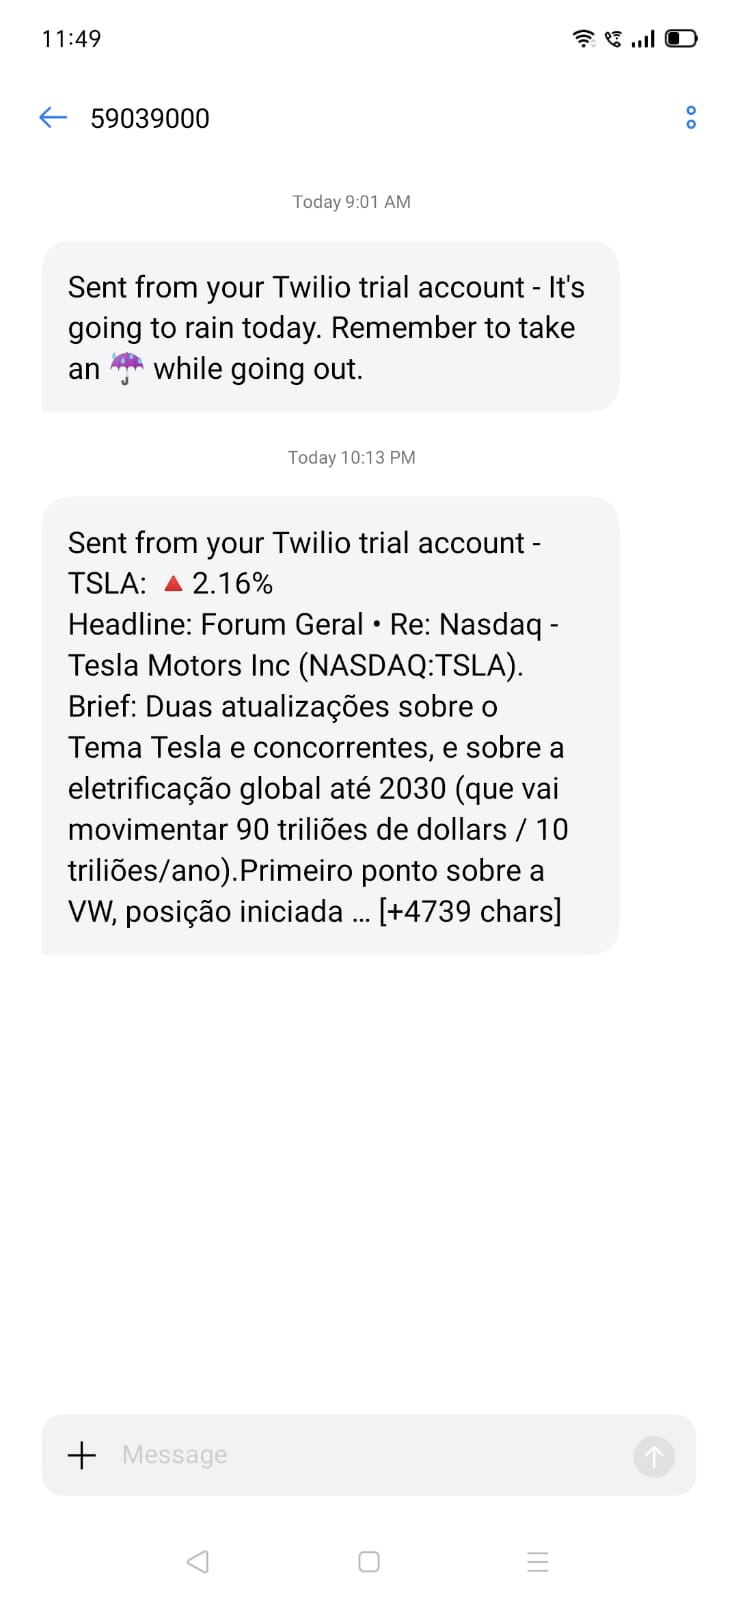 11:49
59039000
Today 9:01 AM
Sent from your Twilio trial account - It's
going to rain today. Remember to take
an ☔ while going out.
Today 10:13 PM
Sent from your Twilio trial account -
TSLA: 🔺2.16%
Headline: Forum Geral • Re: Nasdaq -
Tesla Motors Inc (NASDAQ:TSLA).
Brief: Duas atualizações sobre o
Tema Tesla e concorrentes, e sobre a
eletrificação global até 2030 (que vai
movimentar 90 triliões de dollars / 10
triliões/ano).Primeiro ponto sobre a
VW, posição iniciada … [+4739 chars]
Message